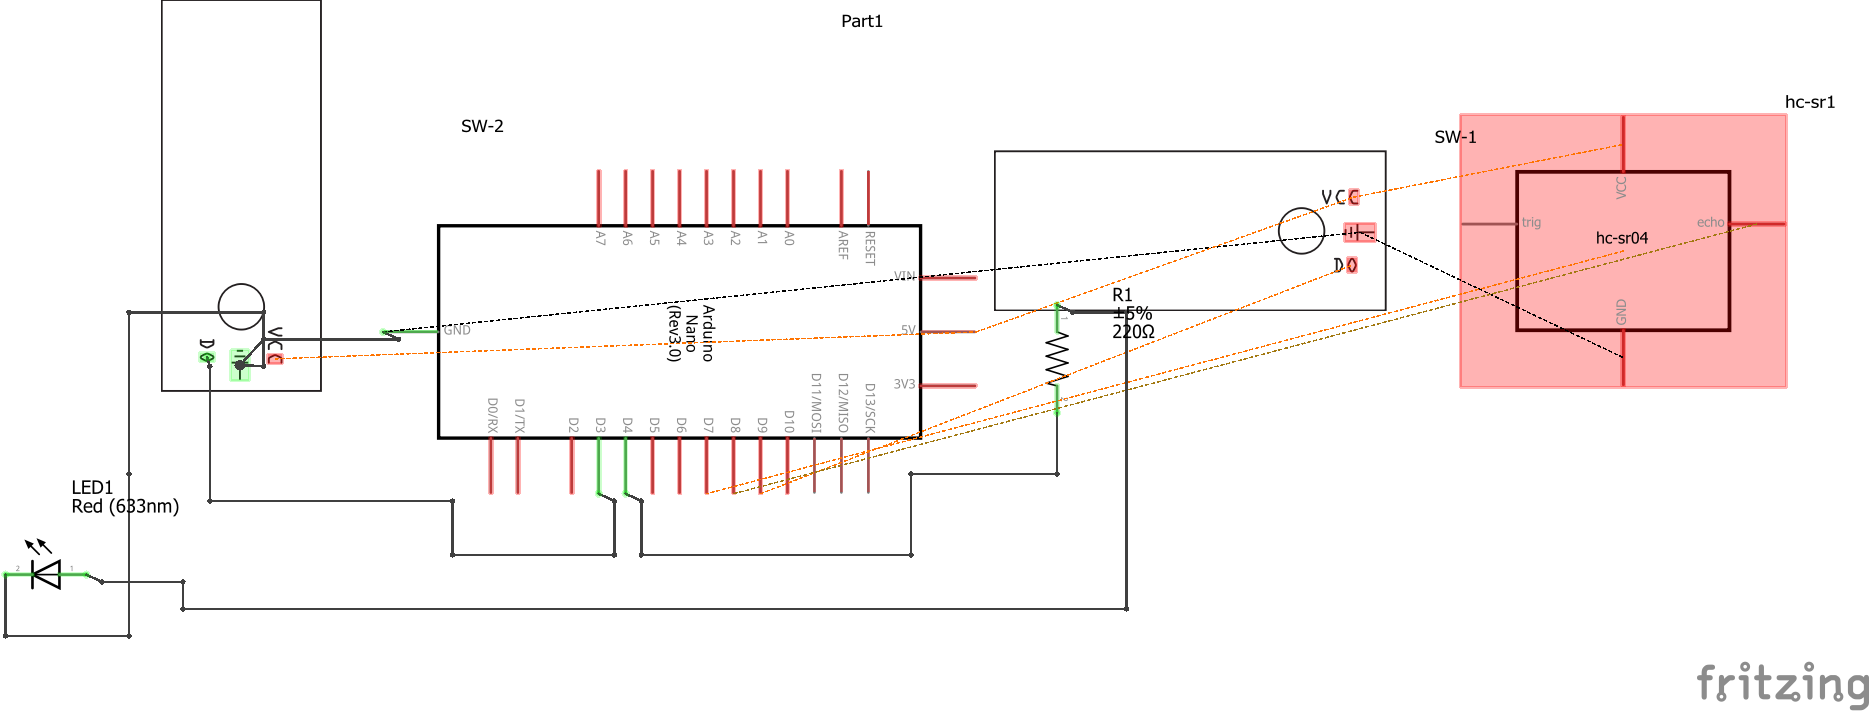 Part1
hc-sr1
SW-2
SW-1
A7
A6
A5
A4
A3
A2
A1
A0
AREF
RESET
VCC
VCC
trig
echo
hc-sr04
VIN
D
GND
R1
±5%
220Ω
1
GND
5V
Arduino
Nano
(Rev3.0)
VCC
D
3V3
D0/RX
D1/TX
D2
D3
D4
D5
D6
D7
D8
D9
D10
D11/MOSI
D12/MISO
D13/SCK
LED1
Red (633nm)
2
1
fritzing